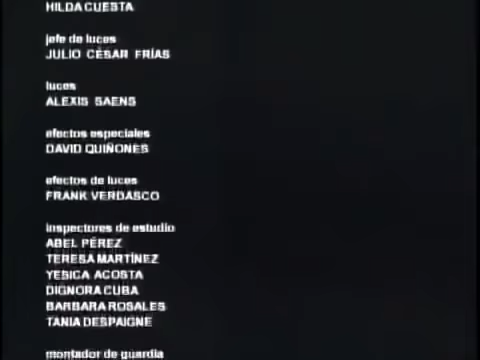 HILDA CUESTA
jefe de luces
JULIO CÉSAR FRÍAS
luces
ALEXIS SAENS
efectos especiales
DAVID QUIÑONES
efectos de luces
FRANK VERDASCO
inspectores de estudio
ABEL PÉREZ
TERESA MARTÍNEZ
YESICA ACOSTA
DIGNORA CUBA
BARBARA ROSALES
TANIA DESPAIGNE
montador de guardia